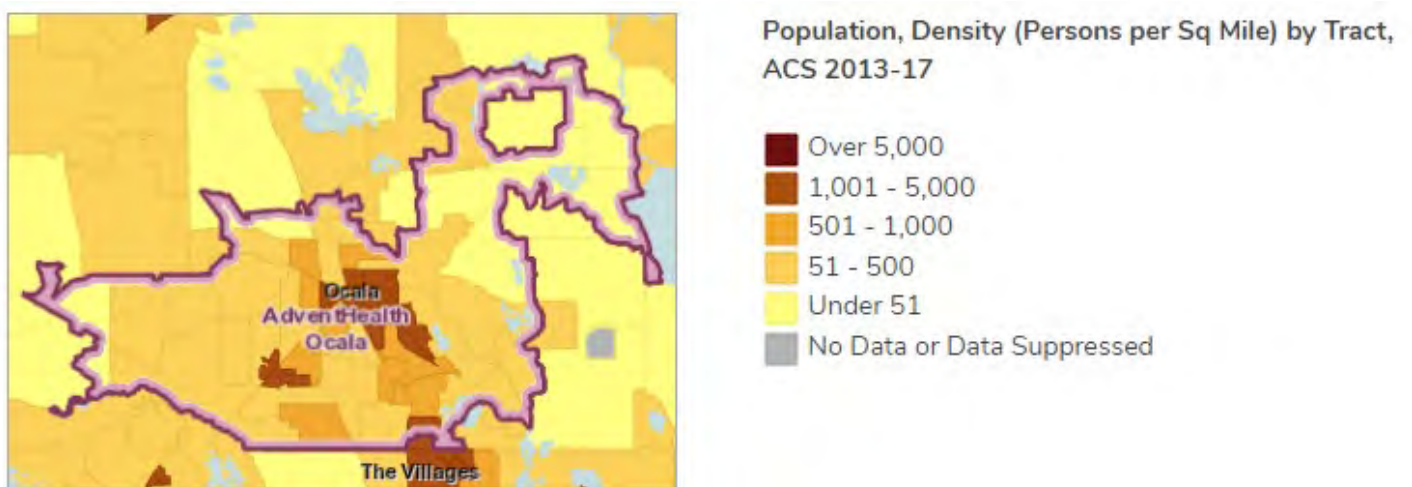 Ocala
AdventHealth
Ocala
The Villages
Population, Density (Persons per Sq Mile) by Tract,
ACS 2013-17
Over 5,000
1,001 - 5,000
501 - 1,000
51 - 500
Under 51
No Data or Data Suppressed